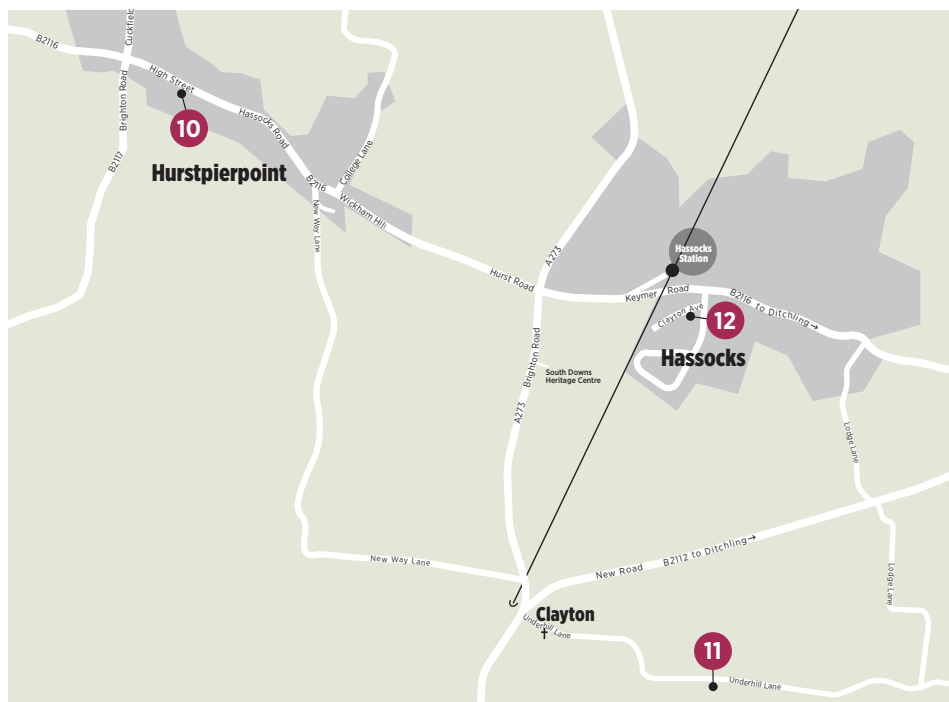 Cuckfield
B2116
High Street
Brighton Road
10
Hassocks Road
Hurstpierpoint
B2117
College Lane
B2116
Wickham Hill
New Way Lane
Hassocks
Station
A273
Hurst Road
Keymer Road
B2116 to Ditchling→
Clayton Ave
12
Hassocks
Brighton Road
South Downs
Heritage Centre
A273
Lodge Lane
New Way Lane
New Road
B2112 to Ditchling→
Lodge Lane
Clayton
Underhill Lane
11
Underhill Lane